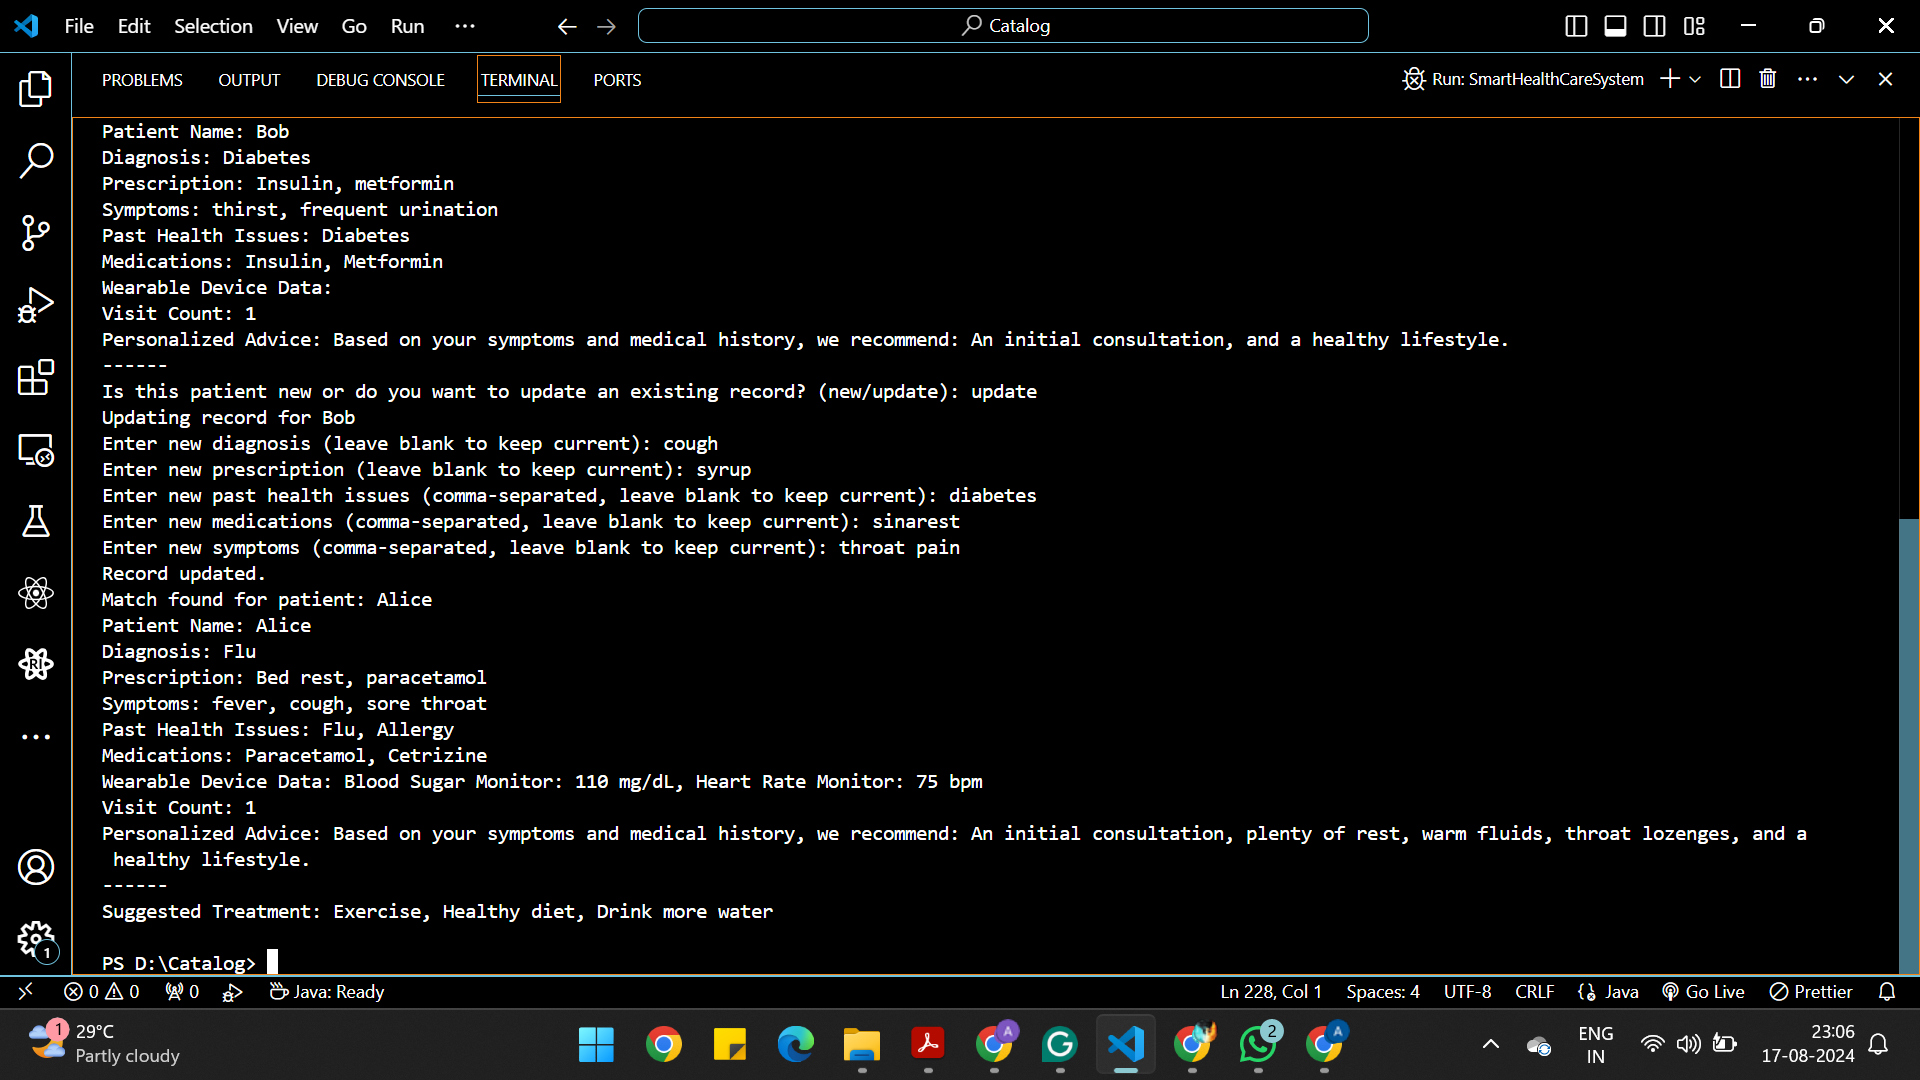 File Edit Selection View Go Run ··· Catalog
PROBLEMS OUTPUT DEBUG CONSOLE TERMINAL PORTS Run: SmartHealthCareSystem
Patient Name: Bob
Diagnosis: Diabetes
Prescription: Insulin, metformin
Symptoms: thirst, frequent urination
Past Health Issues: Diabetes
Medications: Insulin, Metformin
Wearable Device Data:
Visit Count: 1
Personalized Advice: Based on your symptoms and medical history, we recommend: An initial consultation, and a healthy lifestyle.
------
Is this patient new or do you want to update an existing record? (new/update): update
Updating record for Bob
Enter new diagnosis (leave blank to keep current): cough
Enter new prescription (leave blank to keep current): syrup
Enter new past health issues (comma-separated, leave blank to keep current): diabetes
Enter new medications (comma-separated, leave blank to keep current): sinarest
Enter new symptoms (comma-separated, leave blank to keep current): throat pain
Record updated.
Match found for patient: Alice
Patient Name: Alice
Diagnosis: Flu
Prescription: Bed rest, paracetamol
Symptoms: fever, cough, sore throat
Past Health Issues: Flu, Allergy
Medications: Paracetamol, Cetrizine
Wearable Device Data: Blood Sugar Monitor: 110 mg/dL, Heart Rate Monitor: 75 bpm
Visit Count: 1
Personalized Advice: Based on your symptoms and medical history, we recommend: An initial consultation, plenty of rest, warm fluids, throat lozenges, and a
healthy lifestyle.
------
Suggested Treatment: Exercise, Healthy diet, Drink more water
PS D:\Catalog>
RI
1
0 0 0 Java: Ready Ln 228, Col 1 Spaces: 4 UTF-8 CRLF Java Go Live Prettier
1 29°C
Partly cloudy
A 2 A
ENG
IN
23:06
17-08-2024